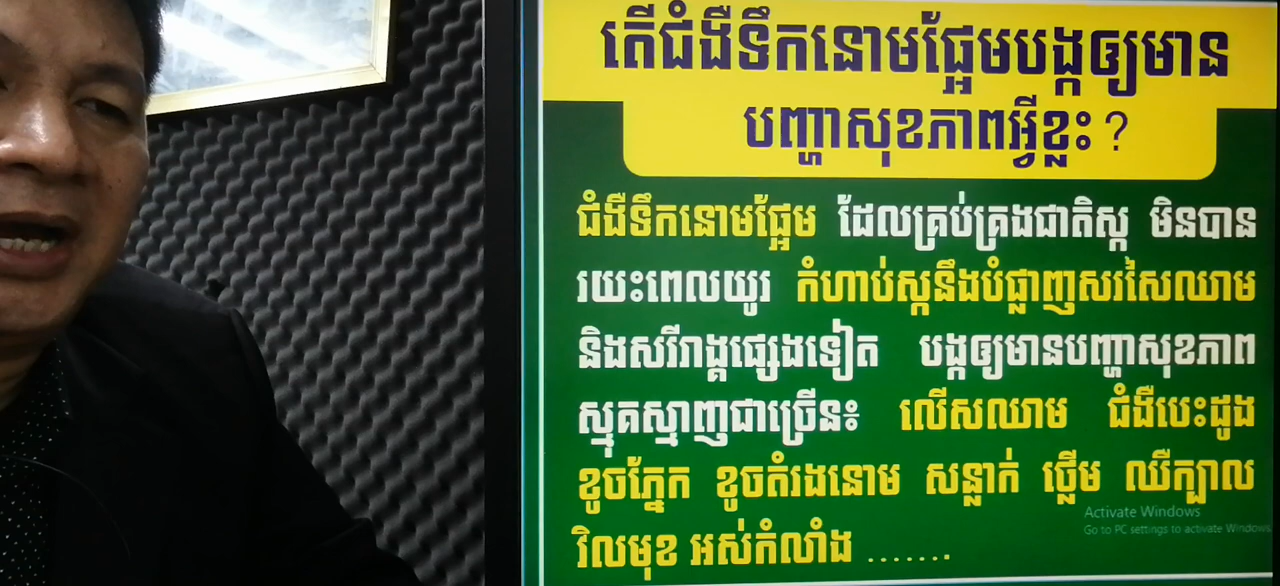 តើជំងឺទឹកនោមផ្អែមបង្កឲ្យមាន
បញ្ហាសុខភាពអ្វីខ្លះ?
ជំងឺទឹកនោមផ្អែម ដែលគ្រប់គ្រងជាតិស្ក មិនបាន
រយះពេលយូរ កំហាប់ស្កនឹងបំផ្លាញសរសៃឈាម
និងសរីរាង្គផ្សេងទៀត បង្កឲ្យមានបញ្ហាសុខភាព
ស្មុគស្មាញជាច្រើន៖ លើសឈាម ជំងឺបេះដូង
ខូចភ្នែក ខូចតំរងនោម សន្លាក់ ថ្លើម ឈឺក្បាល
វិលមុខ អស់កំលាំង .......
Activate Windows
Go to PC settings to activate Windows.